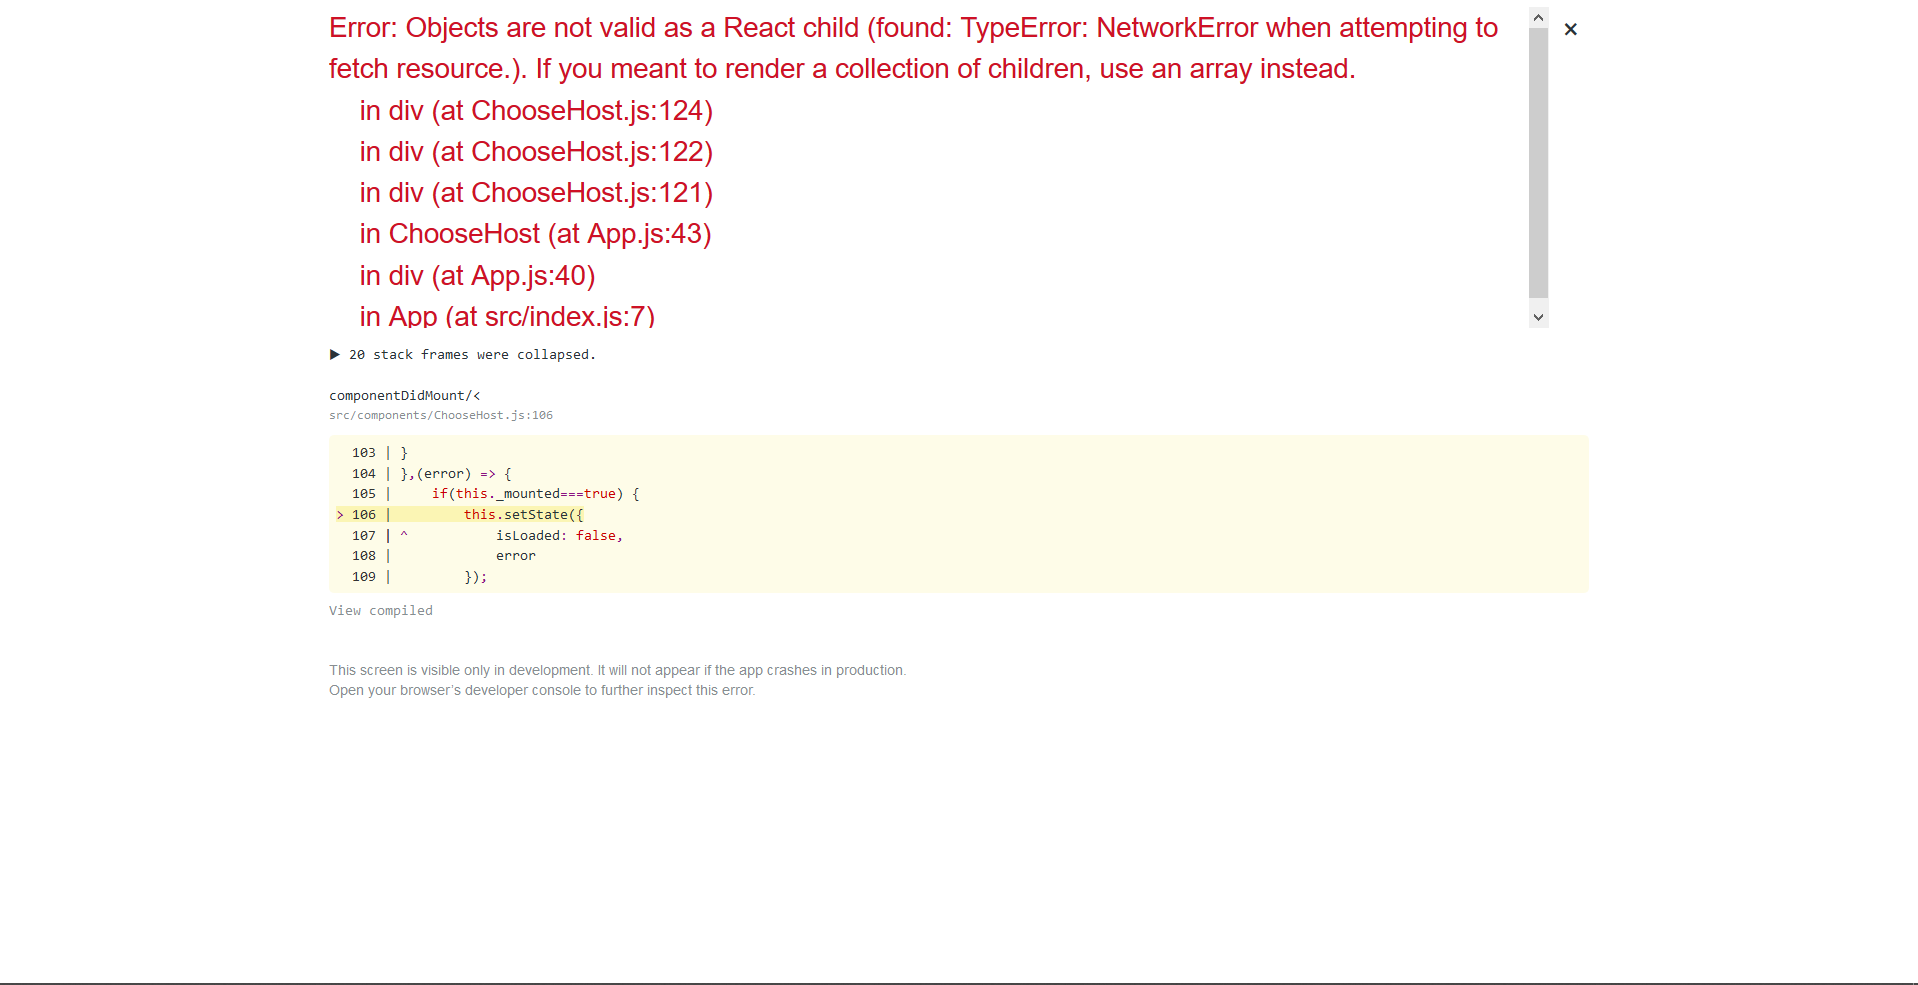 Error: Objects are not valid as a React child (found: TypeError: NetworkError when attempting to
fetch resource.). If you meant to render a collection of children, use an array instead.
in div (at ChooseHost.js:124)
in div (at ChooseHost.js:122)
in div (at ChooseHost.js:121)
in ChooseHost (at App.js:43)
in div (at App.js:40)
in App (at src/index.js:7)
×
▶ 20 stack frames were collapsed.
componentDidMount/<
src/components/ChooseHost.js:106
103 | }
104 | },(error) => {
105 |     if(this._mounted===true) {
> 106 |         this.setState({
107 | ^           isLoaded: false,
108 |             error
109 |         });
View compiled
This screen is visible only in development. It will not appear if the app crashes in production.
Open your browser’s developer console to further inspect this error.